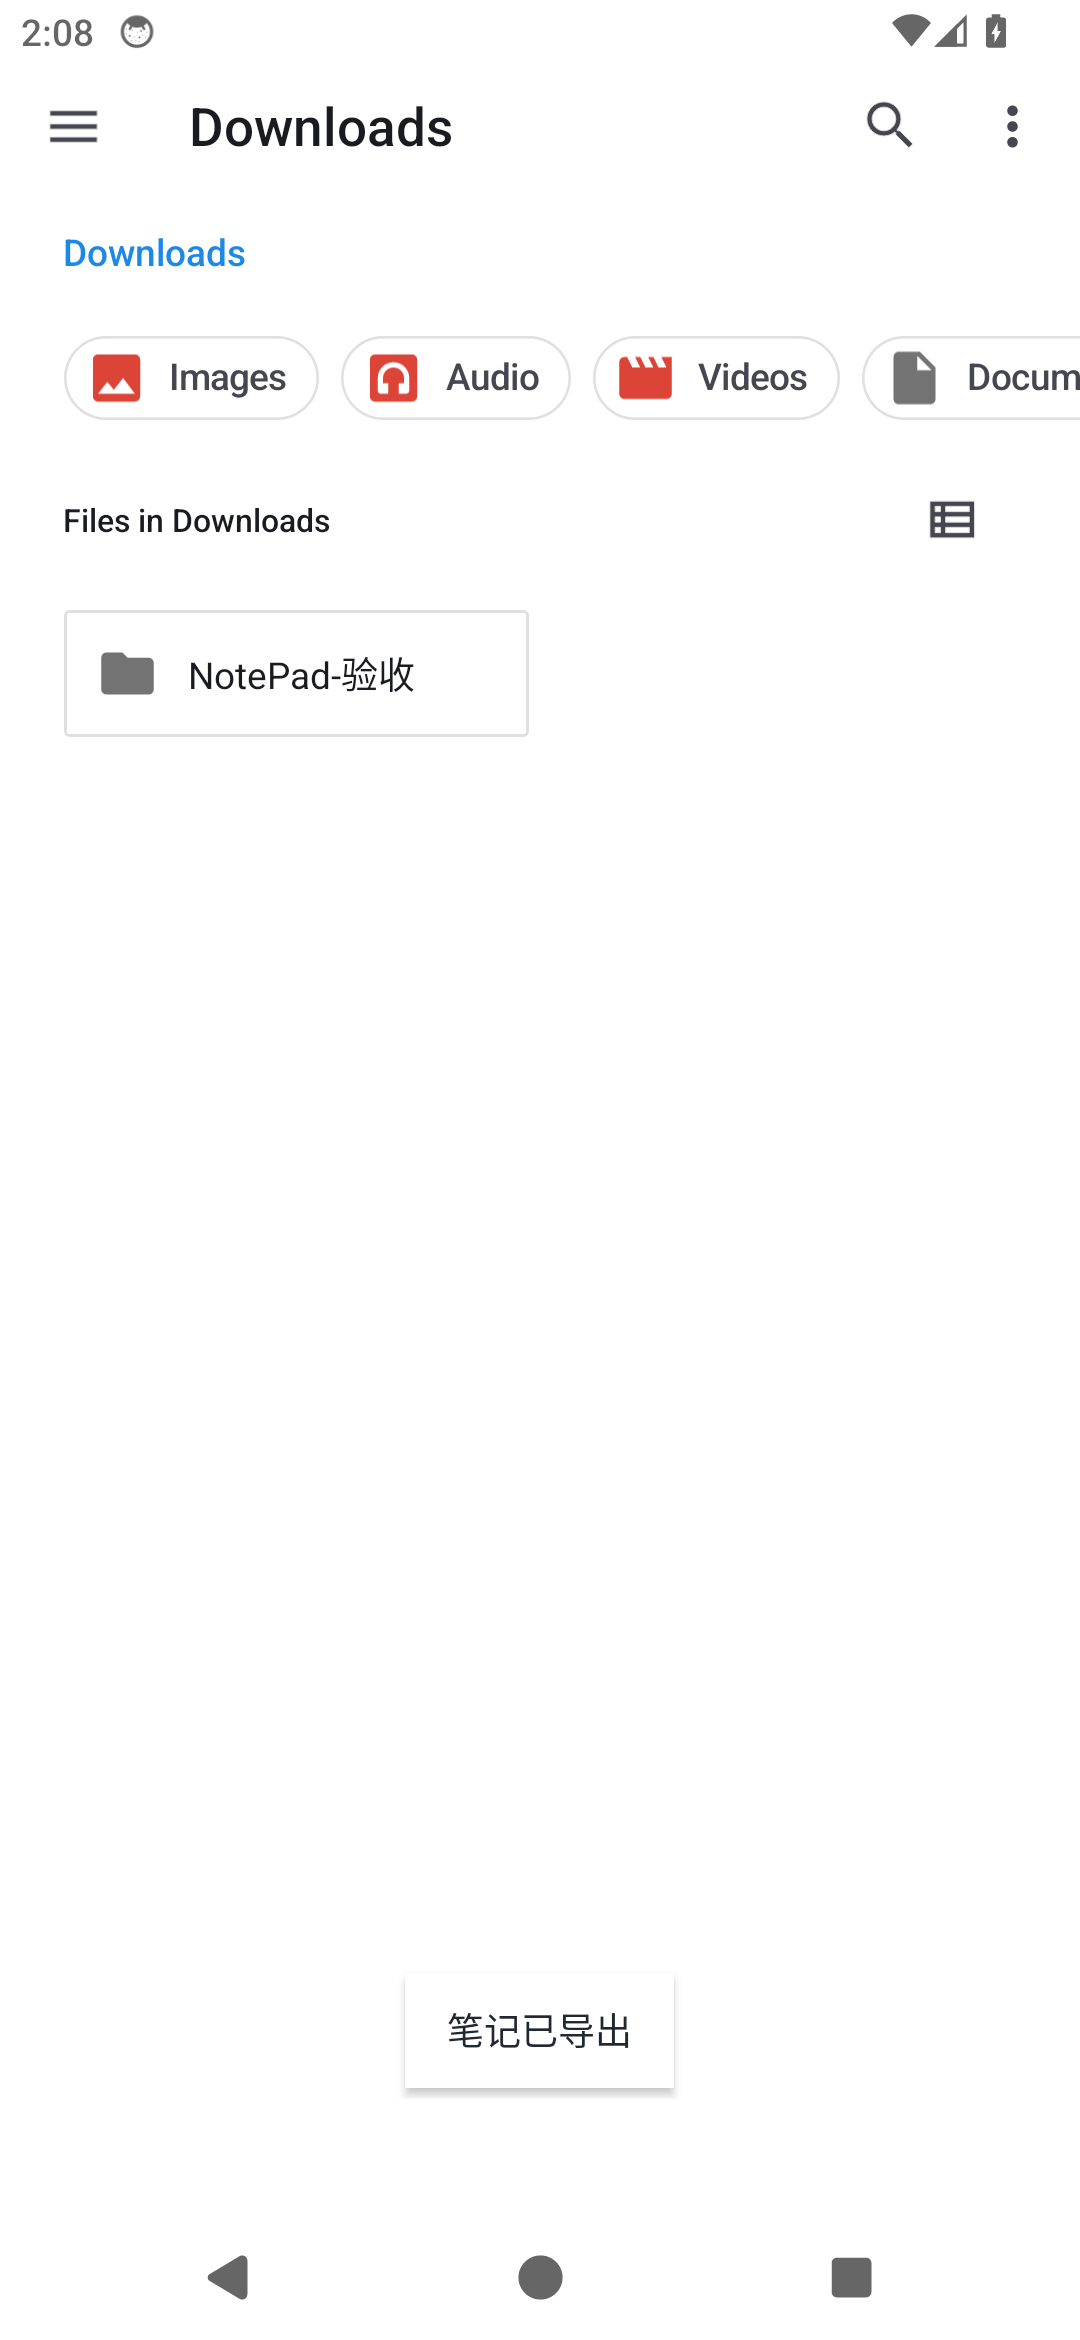 2:08
Downloads
Downloads
Images
Audio
Videos
Docum
Files in Downloads
NotePad-验收
笔记已导出